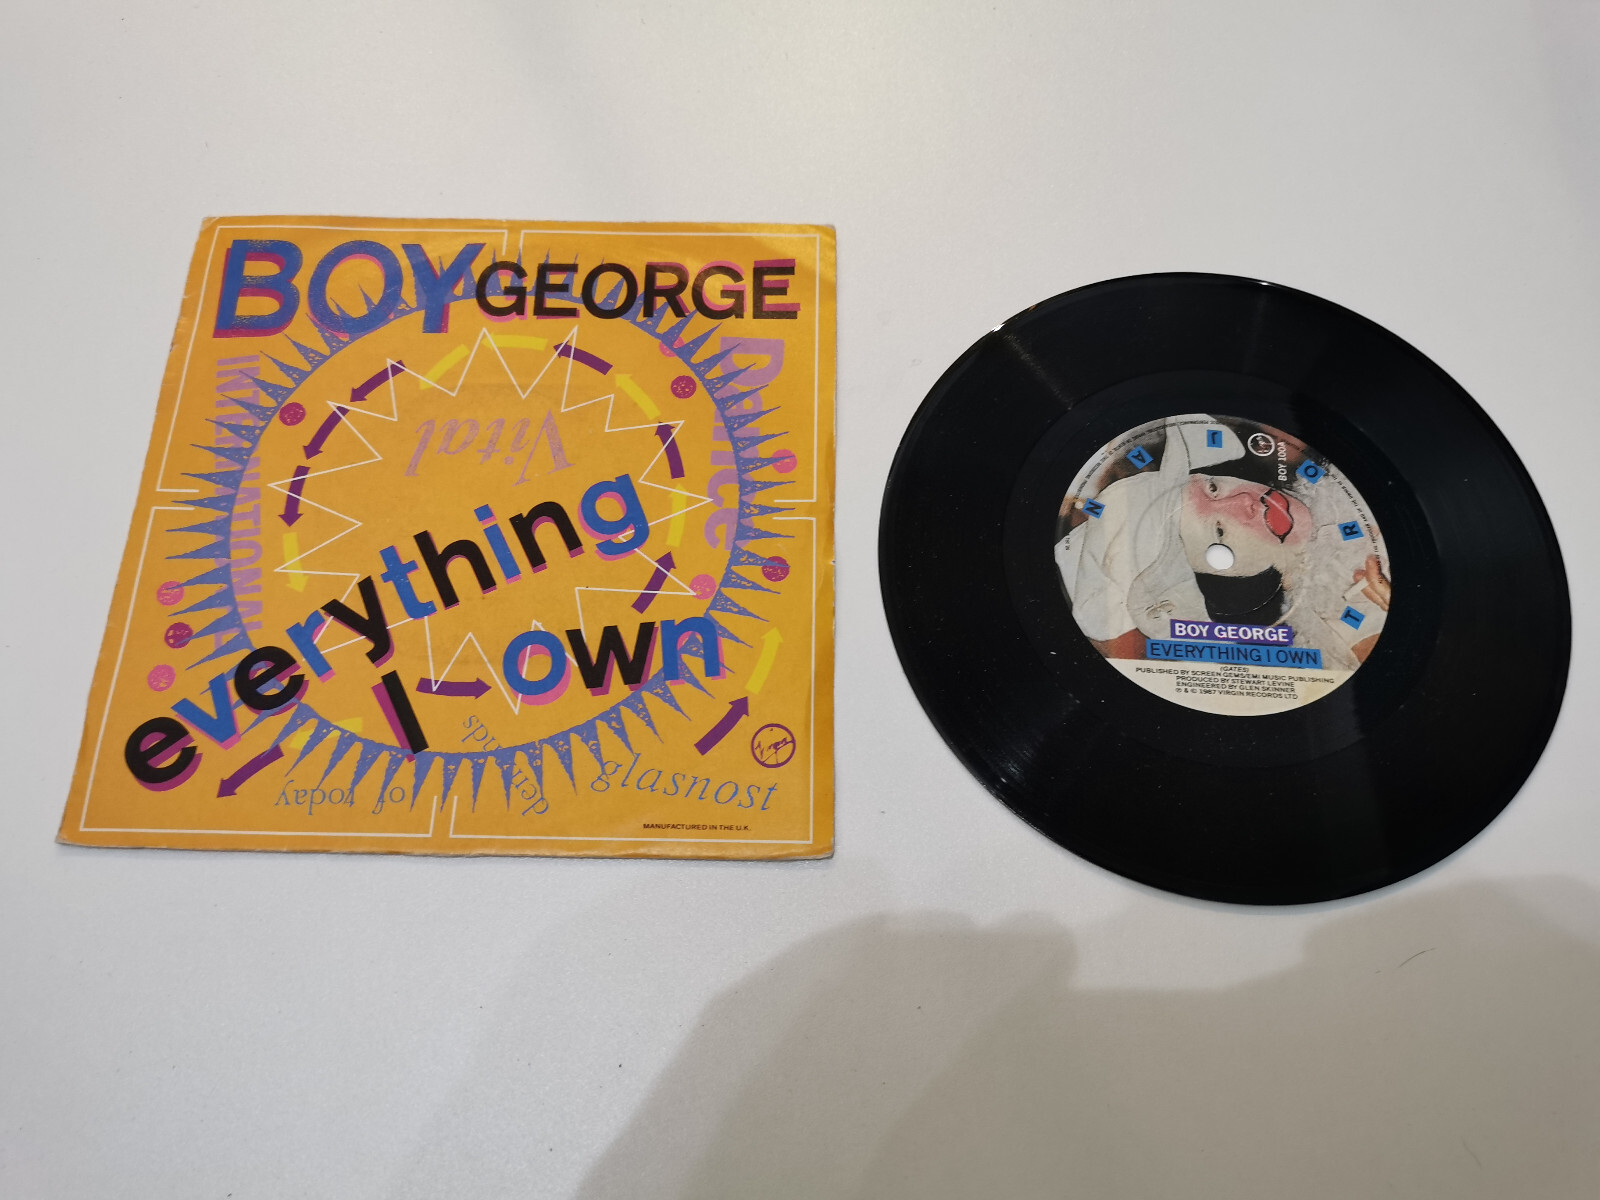 BOY GEORGE
INTERNATIONAL
Dance
Vital
everything
I own
of today
glasnost
Virgin
MANUFACTURED IN THE U.K.
TROJAN
BOY 100A
BOY GEORGE
EVERYTHING I OWN
(GATES)
PUBLISHED BY SCREEN GEMS/EMI MUSIC PUBLISHING
PRODUCED BY STEWART LEVINE
ENGINEERED BY GLEN SKINNER
℗ & © 1987 VIRGIN RECORDS LTD